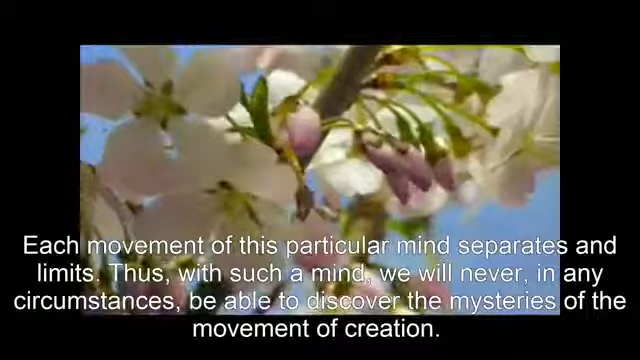 Each movement of this particular mind separates and
limits. Thus, with such a mind, we will never, in any
circumstances, be able to discover the mysteries of the
movement of creation.